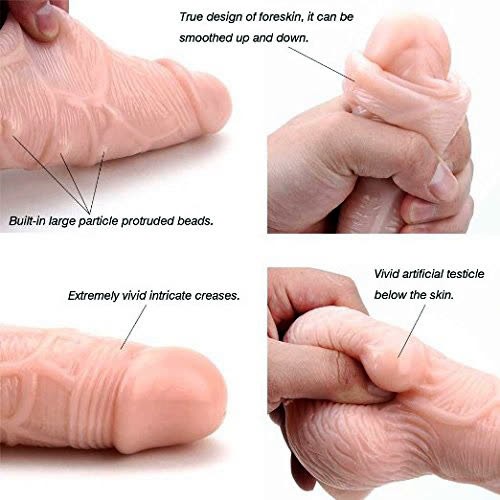 True design of foreskin, it can be
smoothed up and down.
Built-in large particle protruded beads.
Extremely vivid intricate creases.
Vivid artificial testicle
below the skin.